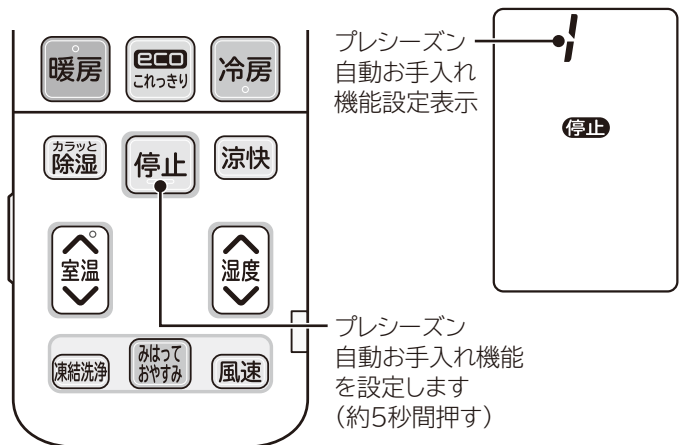 暖房
eco
これっきり
冷房
カラッと
除湿
停止
涼快
室温
湿度
凍結洗浄
みはって
おやすみ
風速
プレシーズン
自動お手入れ
機能設定表示
停止
プレシーズン
自動お手入れ機能
を設定します
（約5秒間押す）